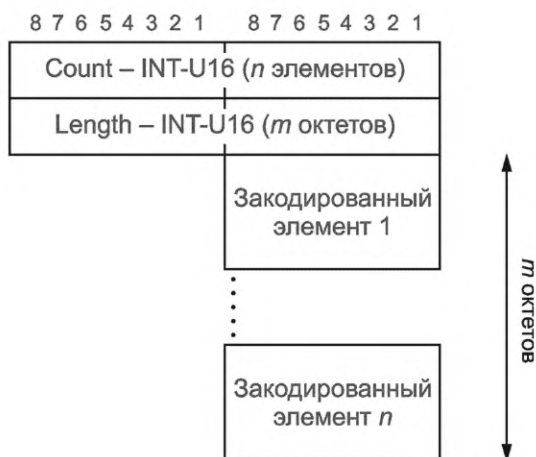 8 7 6 5 4 3 2 1 8 7 6 5 4 3 2 1
Count – INT-U16 (n элементов)
Length – INT-U16 (m октетов)
Закодированный
элемент 1
m октетов
Закодированный
элемент n